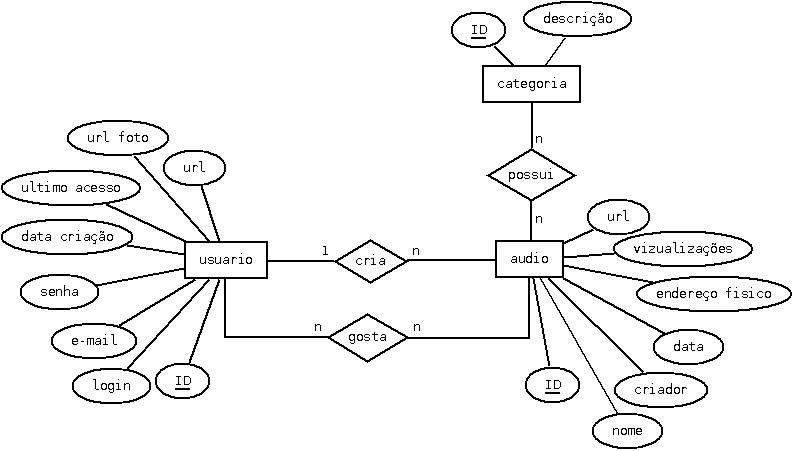 descrição
ID
categoria
n
url foto
url
possui
ultimo acesso
n
url
data criação
vizualizações
usuario
1
cria
n
audio
senha
endereço fisico
e-mail
n
gosta
n
data
login
ID
ID
criador
nome